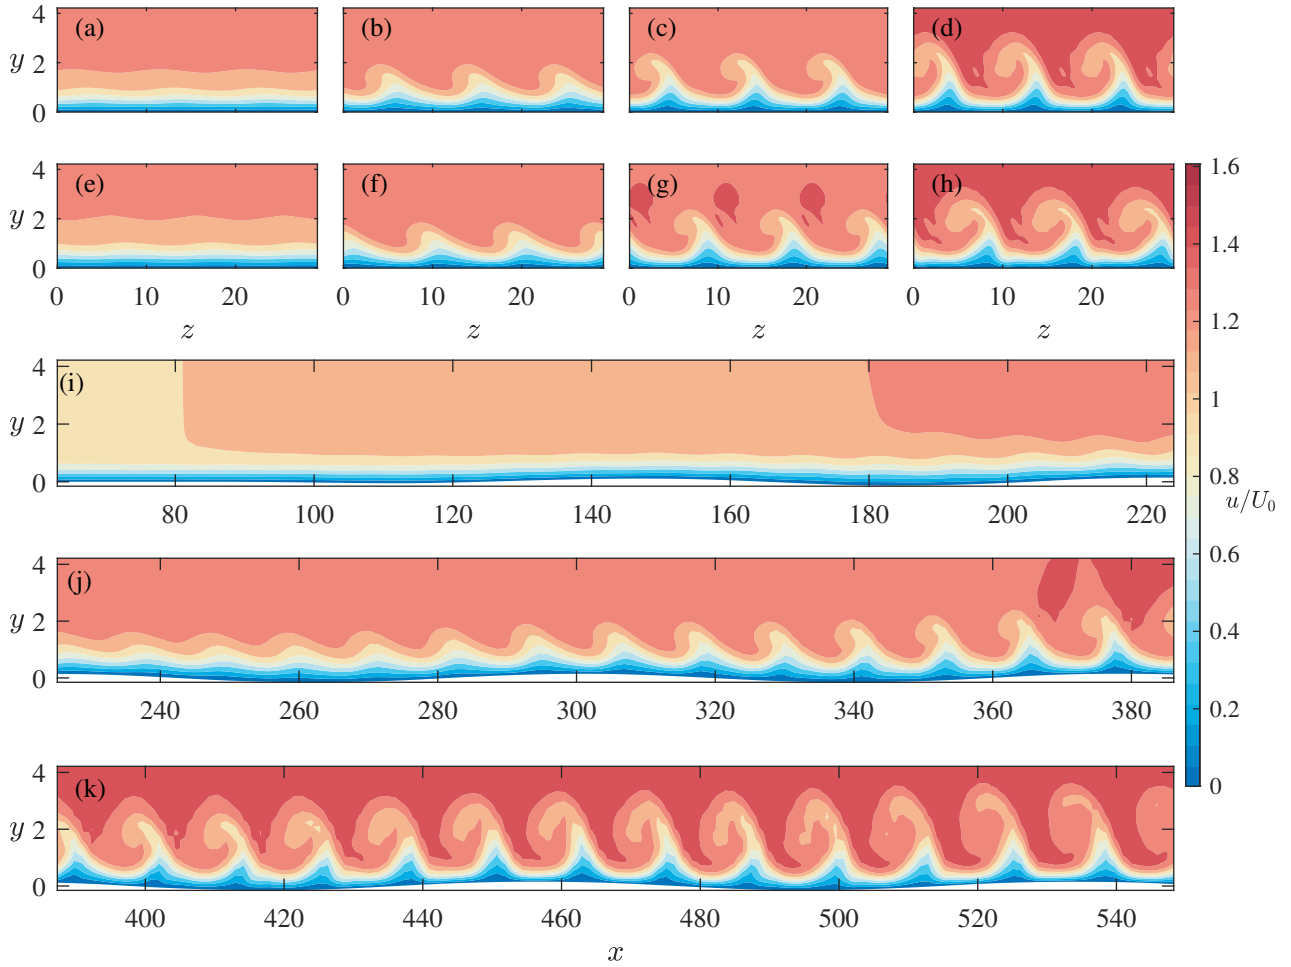 (a) (b) (c) (d)
y 4 2 0
(e) (f) (g) (h)
y 4 2 0
0 10 20 0 10 20 0 10 20 0 10 20
z z z z
1.6
1.4
1.2
1
0.8
u/U0
0.6
0.4
0.2
0
(i)
y 4 2 0
80 100 120 140 160 180 200 220
(j)
y 4 2 0
240 260 280 300 320 340 360 380
(k)
y 4 2 0
400 420 440 460 480 500 520 540
x